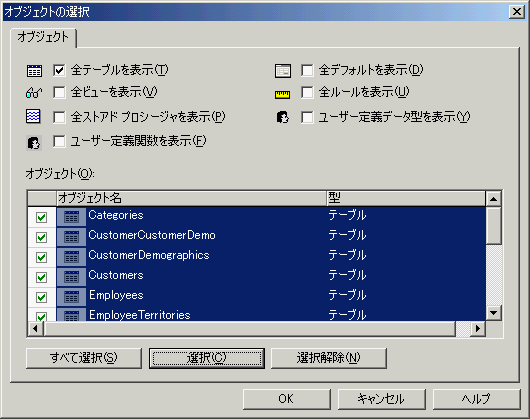 オブジェクトの選択
オブジェクト
全テーブルを表示(T)
全デフォルトを表示(D)
全ビューを表示(V)
全ルールを表示(U)
全ストアド プロシージャを表示(P)
ユーザー定義データ型を表示(Y)
ユーザー定義関数を表示(F)
オブジェクト(O):
オブジェクト名 型
Categories テーブル
CustomerCustomerDemo テーブル
CustomerDemographics テーブル
Customers テーブル
Employees テーブル
EmployeeTerritories テーブル
すべて選択(S) 選択(C) 選択解除(N)
OK キャンセル ヘルプ